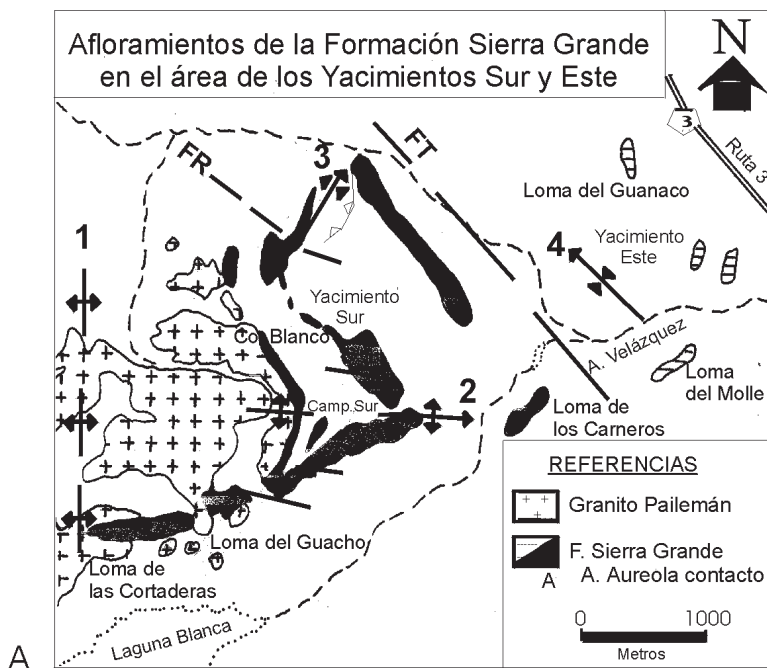 Afloramientos de la Formación Sierra Grande
en el área de los Yacimientos Sur y Este
N
3
Ruta 3
FR
3
FT
Loma del Guanaco
1
4
Yacimiento
Este
Yacimiento
Sur
Co. Blanco
A. Velázquez
Camp. Sur
2
Loma
del Molle
Loma de
los Carneros
Loma del Guacho
Loma de
las Cortaderas
Laguna Blanca
REFERENCIAS
Granito Pailemán
F. Sierra Grande
A
A. Aureola contacto
0
1000
Metros
A